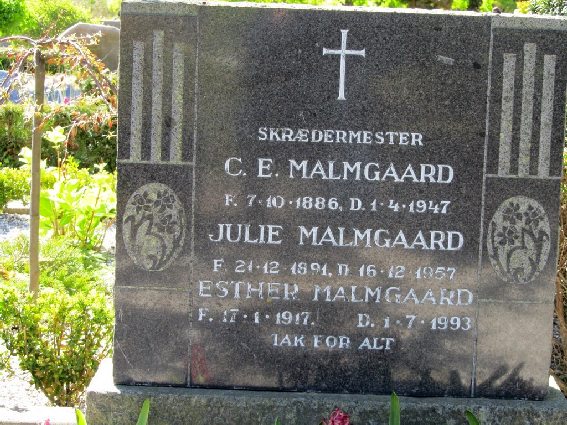 SKRÆDERMESTER
C. E. MALMGAARD
F. 7·10·1886, D. 1·4·1947
JULIE MALMGAARD
F. 21·12·1891, D. 16·12·1957
ESTHER MALMGAARD
F. 17·1·1917. D. 1·7·1993
TAK FOR ALT